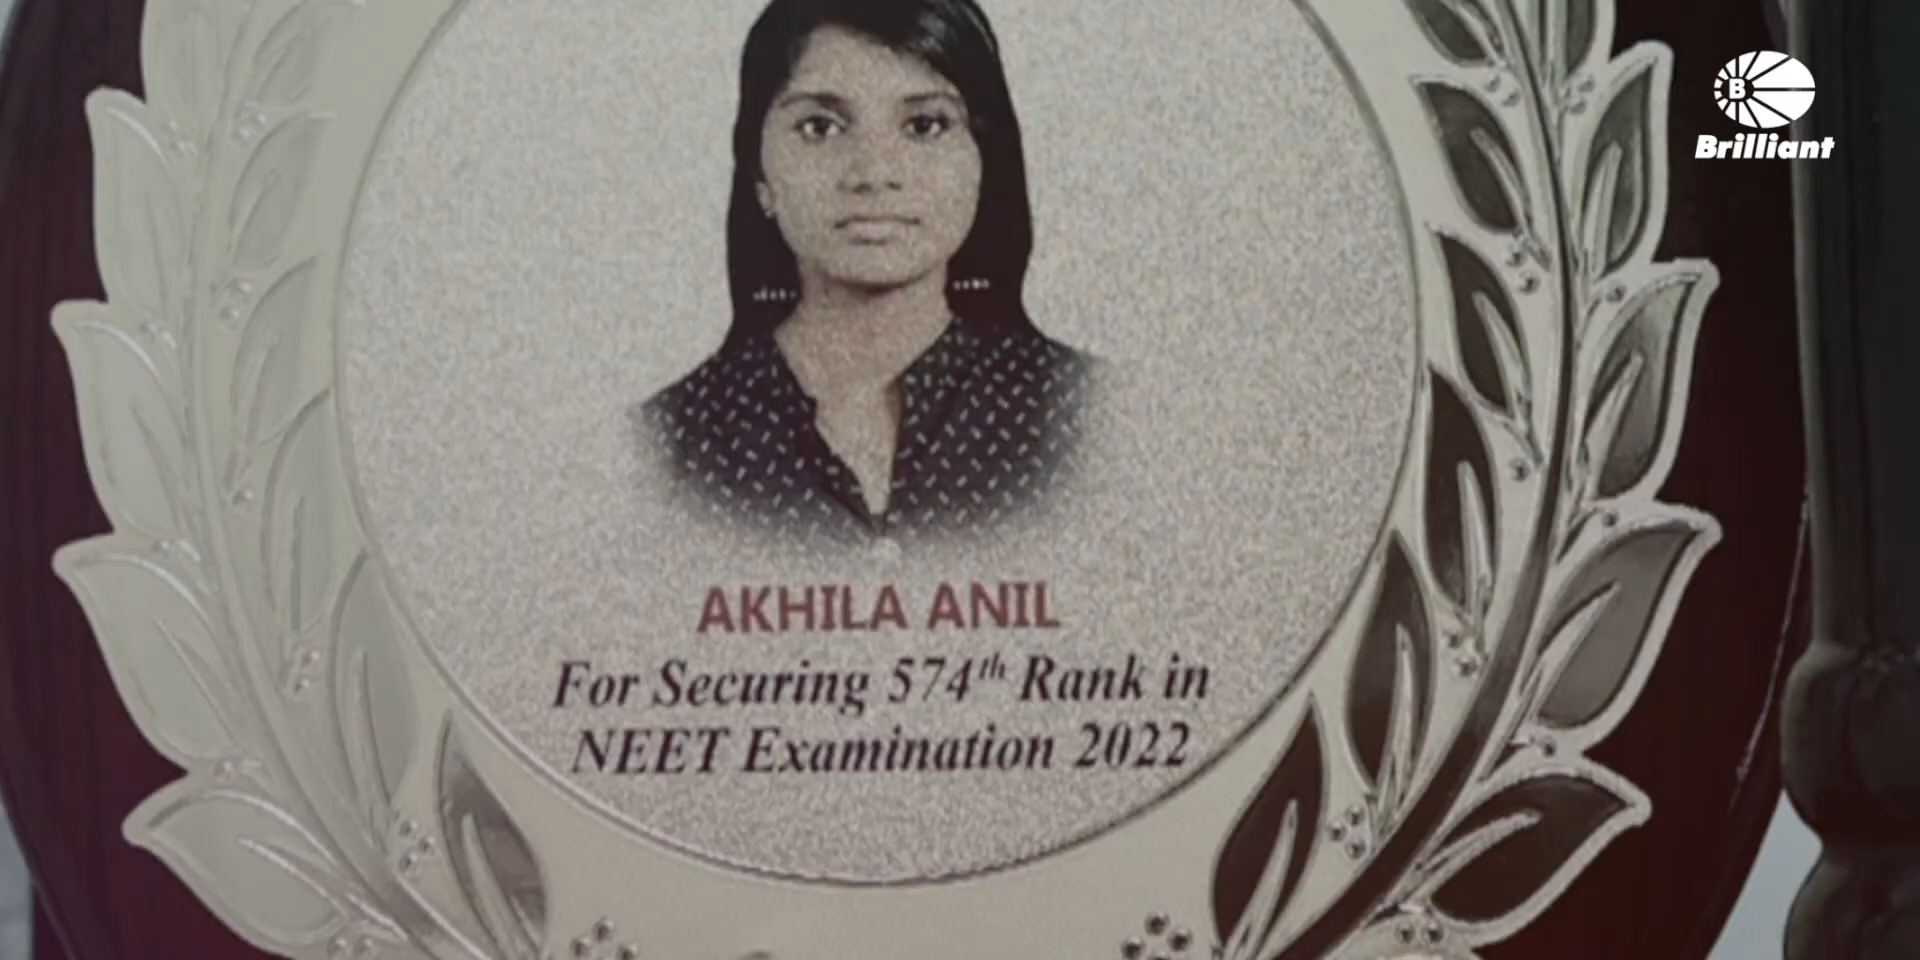 B
Brilliant
AKHILA ANIL
For Securing 574th Rank in
NEET Examination 2022